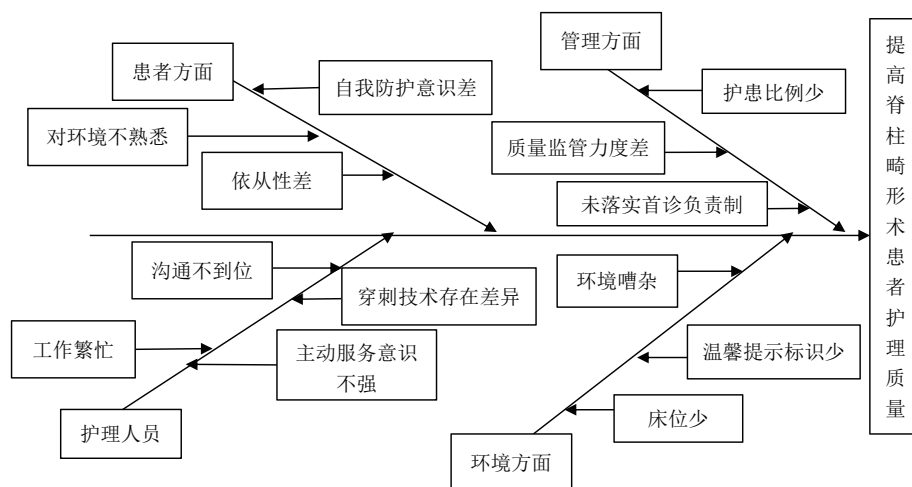 患者方面
自我防护意识差
对环境不熟悉
依从性差
管理方面
护患比例少
质量监管力度差
未落实首诊负责制
沟通不到位
穿刺技术存在差异
工作繁忙
主动服务意识
不强
护理人员
环境嘈杂
温馨提示标识少
床位少
环境方面
提高脊柱畸形术患者护理质量